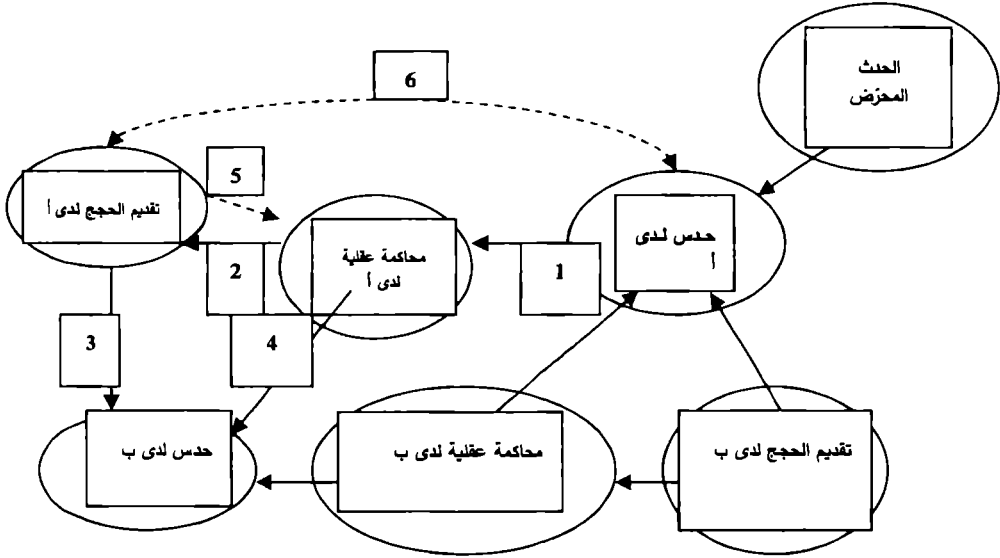 6
الحدث
المحرّض
5
تقديم الحجج لدى أ
حدس لدى
أ
محاكمة عقلية
لدى أ
2
1
3
4
حدس لدى ب
محاكمة عقلية لدى ب
تقديم الحجج لدى ب